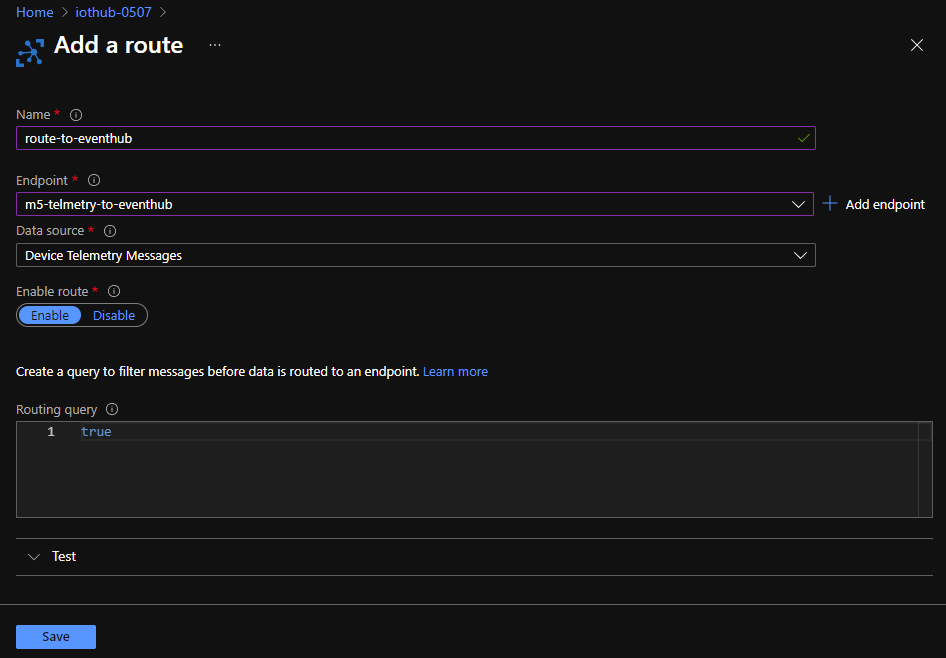 Home > iothub-0507 >
Add a route ...
Name *
route-to-eventhub
Endpoint *
m5-telmetry-to-eventhub
+ Add endpoint
Data source *
Device Telemetry Messages
Enable route *
Enable Disable
Create a query to filter messages before data is routed to an endpoint. Learn more
Routing query
1 true
Test
Save